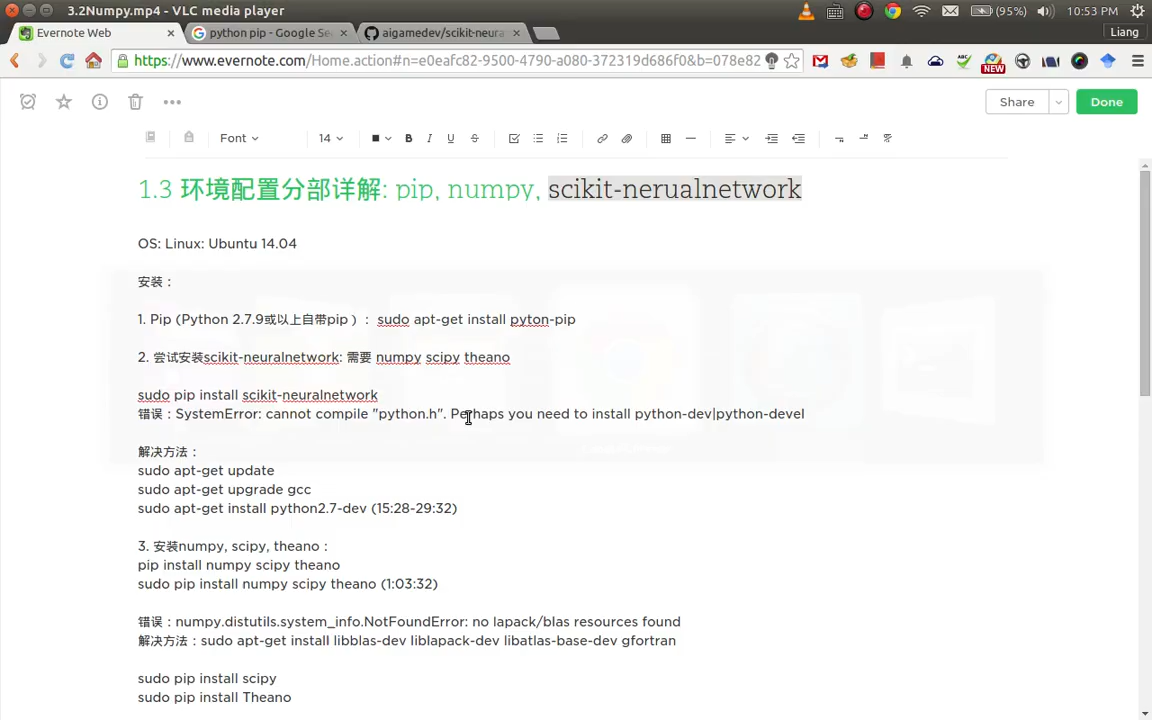 3.2Numpy.mp4 - VLC media player
(95%)
10:53 PM
Evernote Web
python pip - Google Se
aigamedev/scikit-neura
Liang
https://www.evernote.com/Home.action#n=e0eafc82-9500-4790-a080-372319d686f0&b=078e82
NEW
Share
Done
Font
14
B
I
U
S
1.3 环境配置分部详解: pip, numpy, scikit-nerualnetwork
OS: Linux: Ubuntu 14.04
安装：
1. Pip (Python 2.7.9或以上自带pip）： sudo apt-get install pyton-pip
2. 尝试安装scikit-neuralnetwork: 需要 numpy scipy theano
sudo pip install scikit-neuralnetwork
错误：SystemError: cannot compile "python.h". Perhaps you need to install python-dev|python-devel
解决方法：
sudo apt-get update
sudo apt-get upgrade gcc
sudo apt-get install python2.7-dev (15:28-29:32)
3. 安装numpy, scipy, theano：
pip install numpy scipy theano
sudo pip install numpy scipy theano (1:03:32)
错误：numpy.distutils.system_info.NotFoundError: no lapack/blas resources found
解决方法：sudo apt-get install libblas-dev liblapack-dev libatlas-base-dev gfortran
sudo pip install scipy
sudo pip install Theano